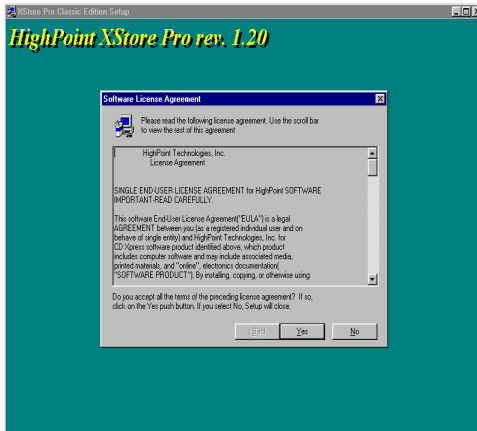 XStore Pro Classic Edition Setup
HighPoint XStore Pro rev. 1.20
Software License Agreement
Please read the following license agreement. Use the scroll bar
to view the rest of this agreement
HighPoint Technologies, Inc.
License Agreement
SINGLE END-USER LICENSE AGREEMENT for HighPoint SOFTWARE
IMPORTANT-READ CAREFULLY.
This software End-User License Agreement("EULA") is a legal
AGREEMENT between you (as a registered individual user and on
behave of single entity) and HighPoint Technologies, Inc. for
CD Xpress software product identified above, which product
includes computer software and may include associated media,
printed materials, and "online", electronics documentation(
"SOFTWARE PRODUCT"). By installing, copying, or otherwise using
Do you accept all the terms of the preceding license agreement? If so,
click on the Yes push button. If you select No, Setup will close.
< Back
Yes
No